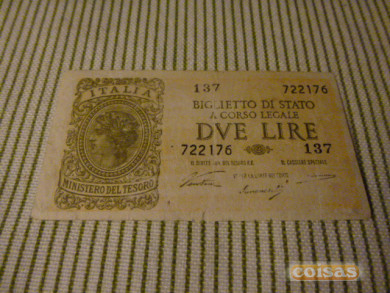 ITALIA
MINISTERO DEL TESORO
137 722176
BIGLIETTO DI STATO
A CORSO LEGALE
DVE LIRE
722176 137
coisas